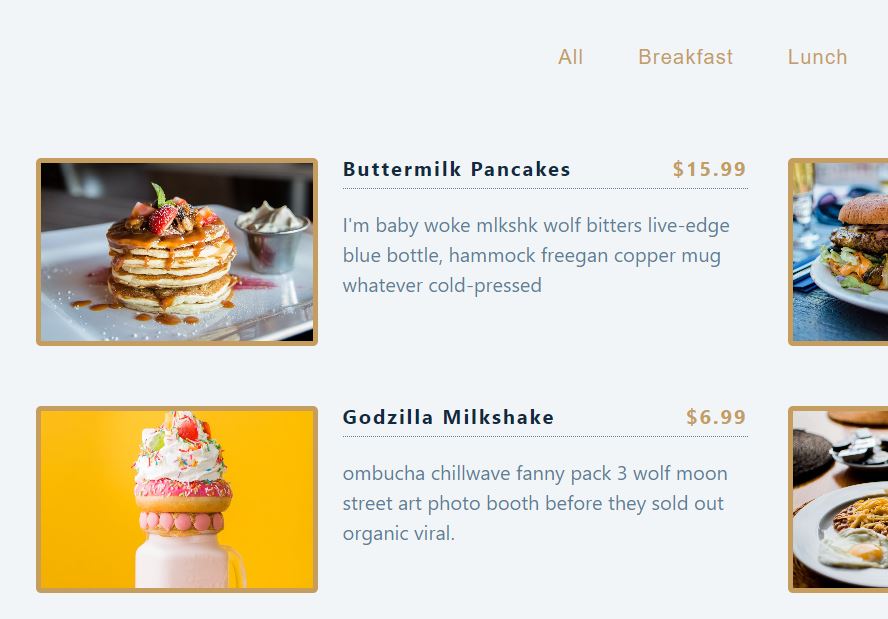 All Breakfast Lunch
Buttermilk Pancakes $15.99
I'm baby woke mlkshk wolf bitters live-edge
blue bottle, hammock freegan copper mug
whatever cold-pressed
Godzilla Milkshake $6.99
ombucha chillwave fanny pack 3 wolf moon
street art photo booth before they sold out
organic viral.